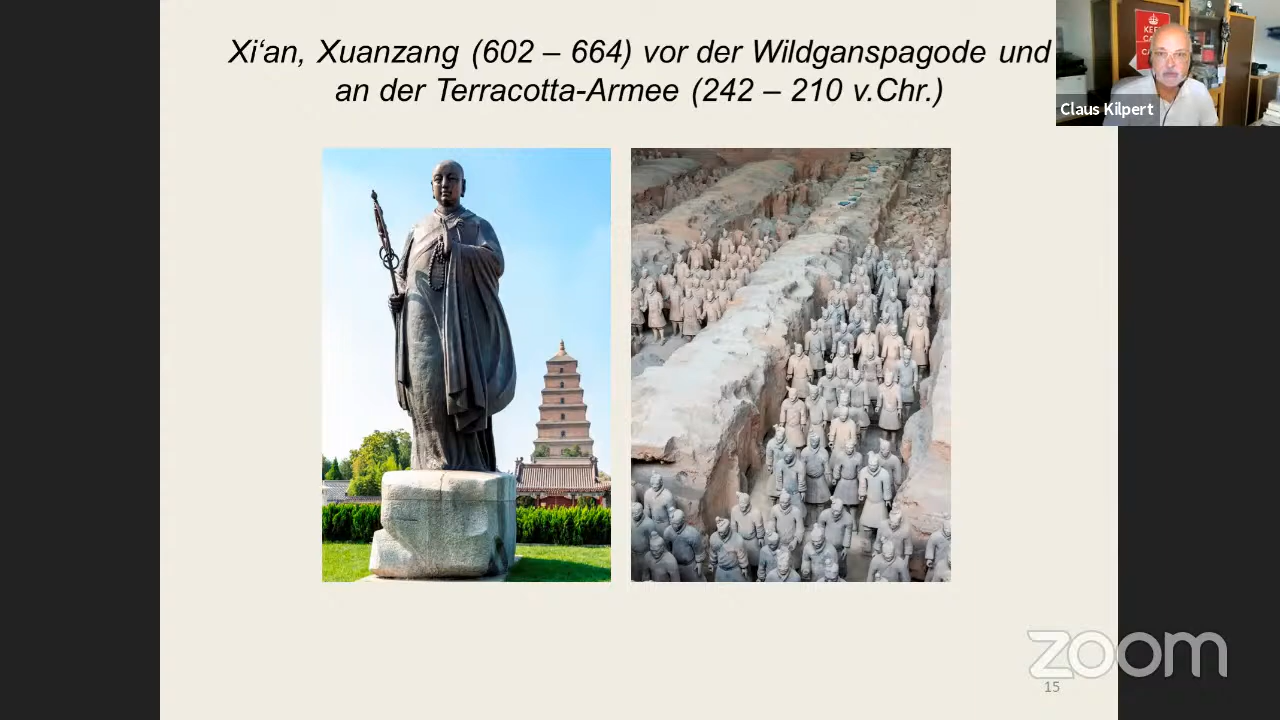 Xi‘an, Xuanzang (602 – 664) vor der Wildganspagode und
an der Terracotta-Armee (242 – 210 v.Chr.)
KEEP
Claus Kilpert
zoom
15